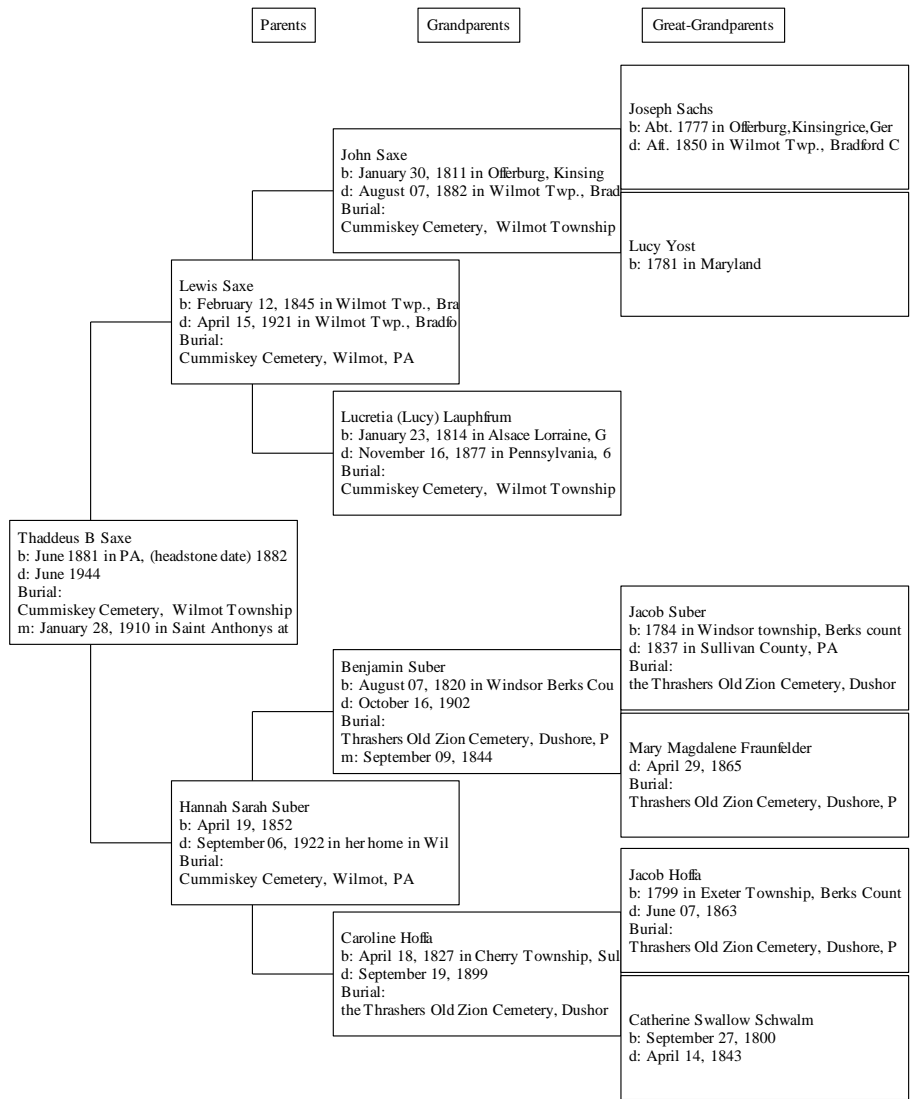 Parents
Grandparents
Great-Grandparents
Joseph Sachs
b: Abt. 1777 in Offerburg,Kinsingrice,Ger
d: Aft. 1850 in Wilmot Twp., Bradford C
John Saxe
b: January 30, 1811 in Offerburg, Kinsing
d: August 07, 1882 in Wilmot Twp., Brad
Burial:
Cummiskey Cemetery, Wilmot Township
Lucy Yost
b: 1781 in Maryland
Lewis Saxe
b: February 12, 1845 in Wilmot Twp., Bra
d: April 15, 1921 in Wilmot Twp., Bradfo
Burial:
Cummiskey Cemetery, Wilmot, PA
Lucretia (Lucy) Lauphfrum
b: January 23, 1814 in Alsace Lorraine, G
d: November 16, 1877 in Pennsylvania, 6
Burial:
Cummiskey Cemetery, Wilmot Township
Thaddeus B Saxe
b: June 1881 in PA, (headstone date) 1882
d: June 1944
Burial:
Cummiskey Cemetery, Wilmot Township
m: January 28, 1910 in Saint Anthonys at
Jacob Suber
b: 1784 in Windsor township, Berks count
d: 1837 in Sullivan County, PA
Burial:
the Thrashers Old Zion Cemetery, Dushor
Benjamin Suber
b: August 07, 1820 in Windsor Berks Cou
d: October 16, 1902
Burial:
Thrashers Old Zion Cemetery, Dushore, P
m: September 09, 1844
Mary Magdalene Fraunfelder
d: April 29, 1865
Burial:
Thrashers Old Zion Cemetery, Dushore, P
Hannah Sarah Suber
b: April 19, 1852
d: September 06, 1922 in her home in Wil
Burial:
Cummiskey Cemetery, Wilmot, PA
Jacob Hoffa
b: 1799 in Exeter Township, Berks Count
d: June 07, 1863
Burial:
Thrashers Old Zion Cemetery, Dushore, P
Caroline Hoffa
b: April 18, 1827 in Cherry Township, Sul
d: September 19, 1899
Burial:
the Thrashers Old Zion Cemetery, Dushor
Catherine Swallow Schwalm
b: September 27, 1800
d: April 14, 1843